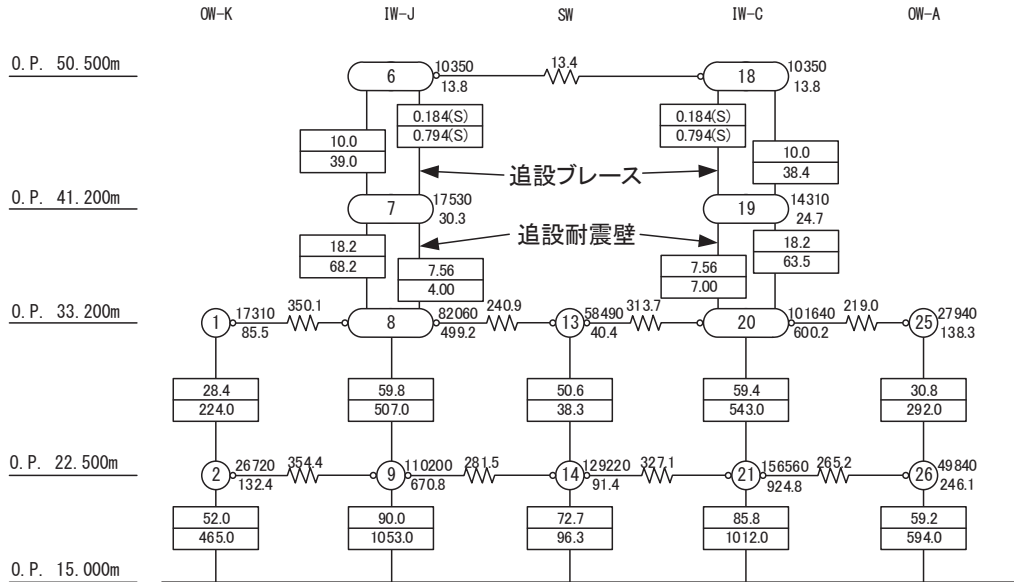 OW-K IW-J SW IW-C OW-A
O.P. 50.500m 6 10350 13.4 18 10350
13.8 13.8
0.184(S) 0.184(S)
0.794(S) 0.794(S)
10.0 10.0
39.0 38.4
追設ブレース
O.P. 41.200m 7 17530 19 14310
30.3 24.7
追設耐震壁
18.2 18.2
68.2 63.5
7.56 7.56
4.00 7.00
O.P. 33.200m 1 17310 350.1 8 82060 240.9 13 58490 313.7 20 101640 219.0 25 27940
85.5 499.2 40.4 600.2 138.3
28.4 59.8 50.6 59.4 30.8
224.0 507.0 38.3 543.0 292.0
O.P. 22.500m 2 26720 354.4 9 110200 281.5 14 129220 327.1 21 156560 265.2 26 49840
132.4 670.8 91.4 924.8 246.1
52.0 90.0 72.7 85.8 59.2
465.0 1053.0 96.3 1012.0 594.0
O.P. 15.000m